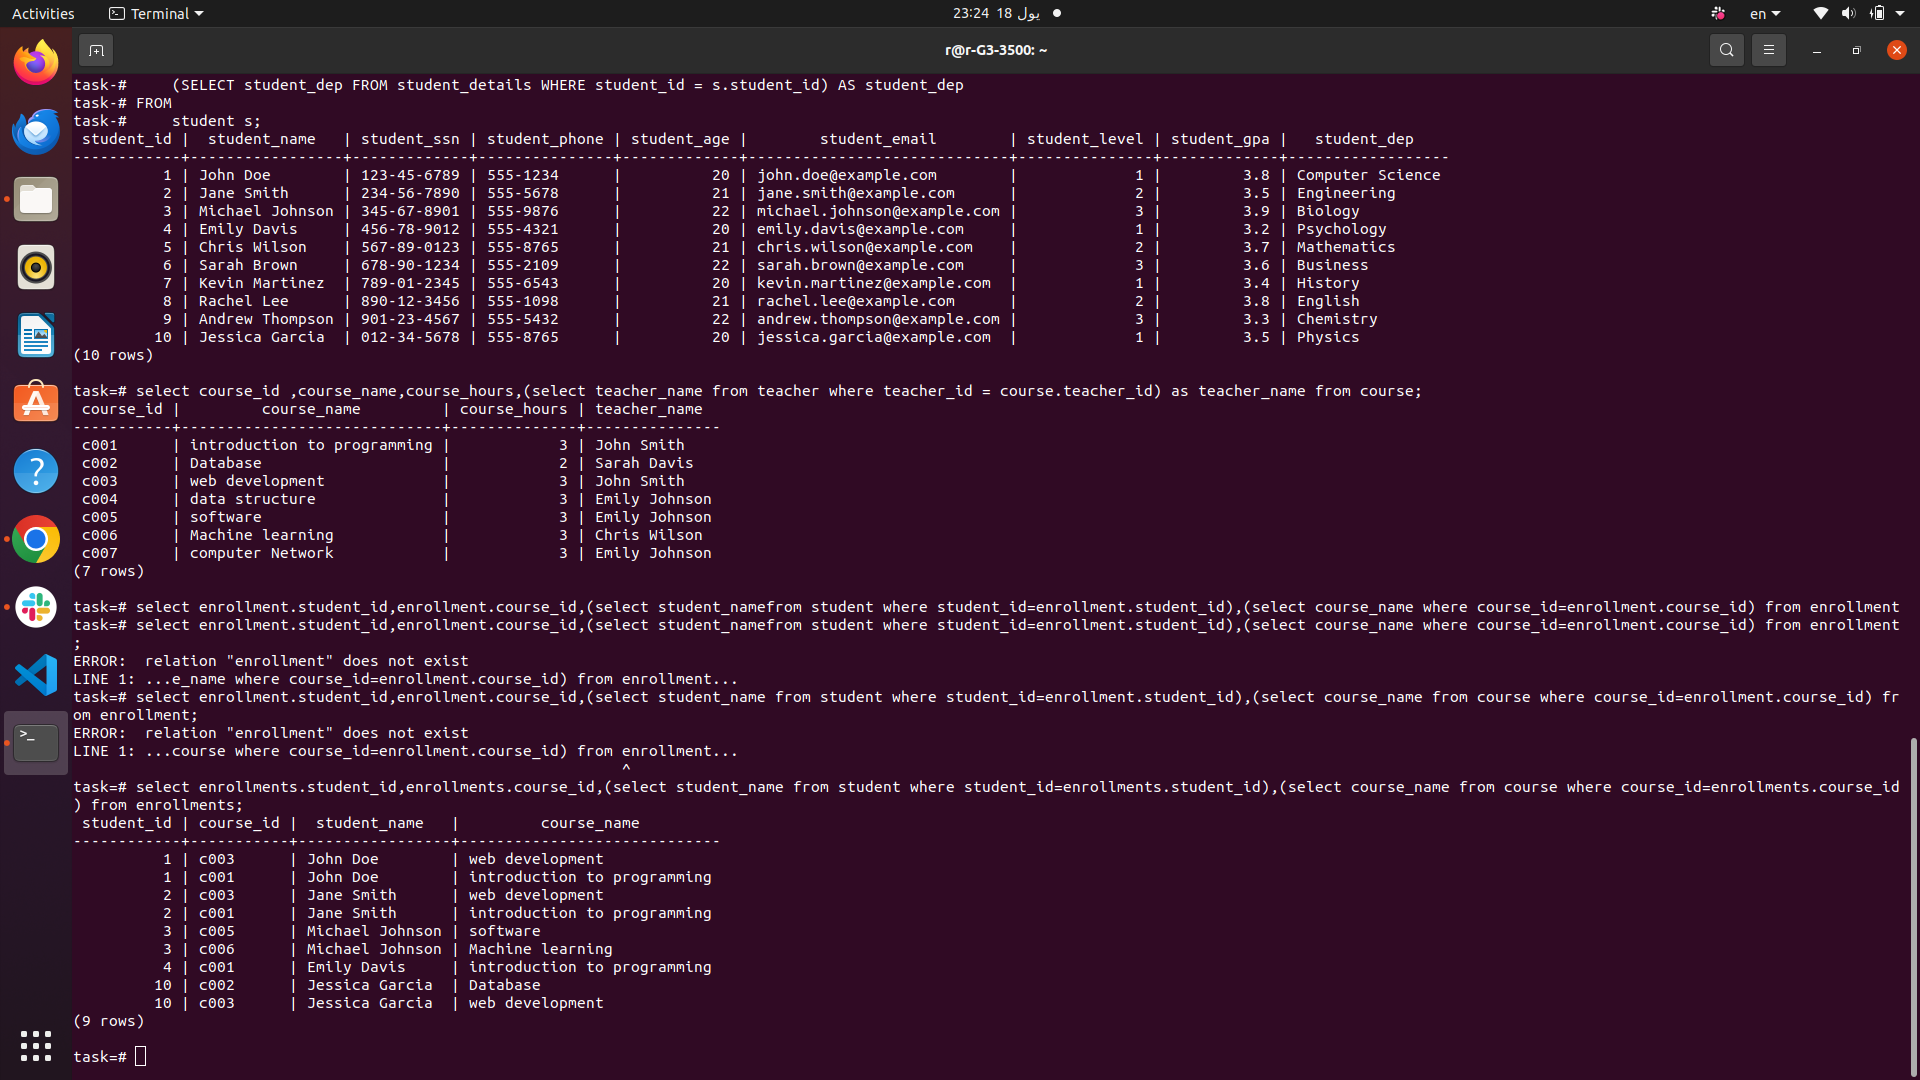 Activities Terminal 23:24 18 يول en
r@r-G3-3500: ~
task-#     (SELECT student_dep FROM student_details WHERE student_id = s.student_id) AS student_dep
task-# FROM
task-#     student s;
 student_id |  student_name   | student_ssn | student_phone | student_age |        student_email        | student_level | student_gpa |   student_dep
------------+-----------------+-------------+---------------+-------------+-----------------------------+---------------+-------------+------------------
          1 | John Doe        | 123-45-6789 | 555-1234      |          20 | john.doe@example.com        |             1 |         3.8 | Computer Science
          2 | Jane Smith      | 234-56-7890 | 555-5678      |          21 | jane.smith@example.com      |             2 |         3.5 | Engineering
          3 | Michael Johnson | 345-67-8901 | 555-9876      |          22 | michael.johnson@example.com |             3 |         3.9 | Biology
          4 | Emily Davis     | 456-78-9012 | 555-4321      |          20 | emily.davis@example.com     |             1 |         3.2 | Psychology
          5 | Chris Wilson    | 567-89-0123 | 555-8765      |          21 | chris.wilson@example.com    |             2 |         3.7 | Mathematics
          6 | Sarah Brown     | 678-90-1234 | 555-2109      |          22 | sarah.brown@example.com     |             3 |         3.6 | Business
          7 | Kevin Martinez  | 789-01-2345 | 555-6543      |          20 | kevin.martinez@example.com  |             1 |         3.4 | History
          8 | Rachel Lee      | 890-12-3456 | 555-1098      |          21 | rachel.lee@example.com      |             2 |         3.8 | English
          9 | Andrew Thompson | 901-23-4567 | 555-5432      |          22 | andrew.thompson@example.com |             3 |         3.3 | Chemistry
         10 | Jessica Garcia  | 012-34-5678 | 555-8765      |          20 | jessica.garcia@example.com  |             1 |         3.5 | Physics
(10 rows)
task=# select course_id ,course_name,course_hours,(select teacher_name from teacher where teacher_id = course.teacher_id) as teacher_name from course;
 course_id |         course_name         | course_hours | teacher_name
-----------+-----------------------------+--------------+---------------
 c001      | introduction to programming |            3 | John Smith
 c002      | Database                    |            2 | Sarah Davis
 c003      | web development             |            3 | John Smith
 c004      | data structure              |            3 | Emily Johnson
 c005      | software                    |            3 | Emily Johnson
 c006      | Machine learning            |            3 | Chris Wilson
 c007      | computer Network            |            3 | Emily Johnson
(7 rows)
task=# select enrollment.student_id,enrollment.course_id,(select student_namefrom student where student_id=enrollment.student_id),(select course_name where course_id=enrollment.course_id) from enrollment
task=# select enrollment.student_id,enrollment.course_id,(select student_namefrom student where student_id=enrollment.student_id),(select course_name where course_id=enrollment.course_id) from enrollment
;
ERROR:  relation "enrollment" does not exist
LINE 1: ...e_name where course_id=enrollment.course_id) from enrollment...
task=# select enrollment.student_id,enrollment.course_id,(select student_name from student where student_id=enrollment.student_id),(select course_name from course where course_id=enrollment.course_id) fr
om enrollment;
ERROR:  relation "enrollment" does not exist
LINE 1: ...course where course_id=enrollment.course_id) from enrollment...
                                                             ^
task=# select enrollments.student_id,enrollments.course_id,(select student_name from student where student_id=enrollments.student_id),(select course_name from course where course_id=enrollments.course_id
) from enrollments;
 student_id | course_id |  student_name   |         course_name
------------+-----------+-----------------+-----------------------------
          1 | c003      | John Doe        | web development
          1 | c001      | John Doe        | introduction to programming
          2 | c003      | Jane Smith      | web development
          2 | c001      | Jane Smith      | introduction to programming
          3 | c005      | Michael Johnson | software
          3 | c006      | Michael Johnson | Machine learning
          4 | c001      | Emily Davis     | introduction to programming
         10 | c002      | Jessica Garcia  | Database
         10 | c003      | Jessica Garcia  | web development
(9 rows)
task=#